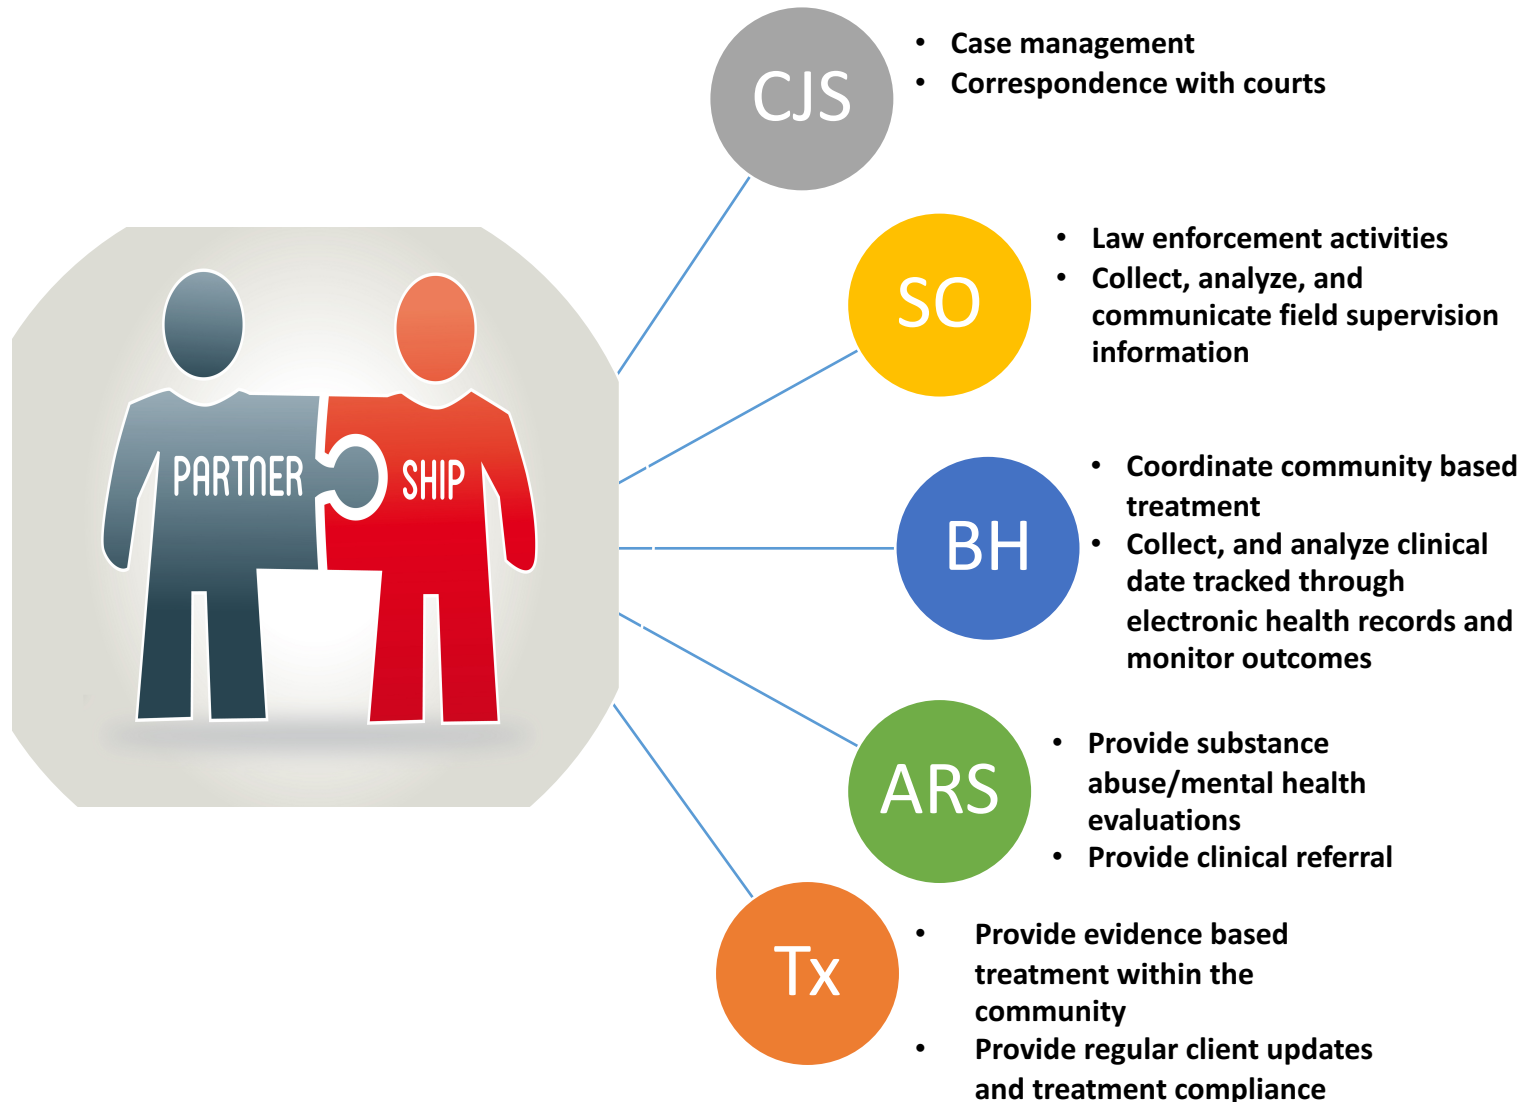 CJS
• Case management
• Correspondence with courts
SO
• Law enforcement activities
• Collect, analyze, and
communicate field supervision
information
PARTNER SHIP
BH
• Coordinate community based
treatment
• Collect, and analyze clinical
date tracked through
electronic health records and
monitor outcomes
ARS
• Provide substance
abuse/mental health
evaluations
• Provide clinical referral
Tx
• Provide evidence based
treatment within the
community
• Provide regular client updates
and treatment compliance